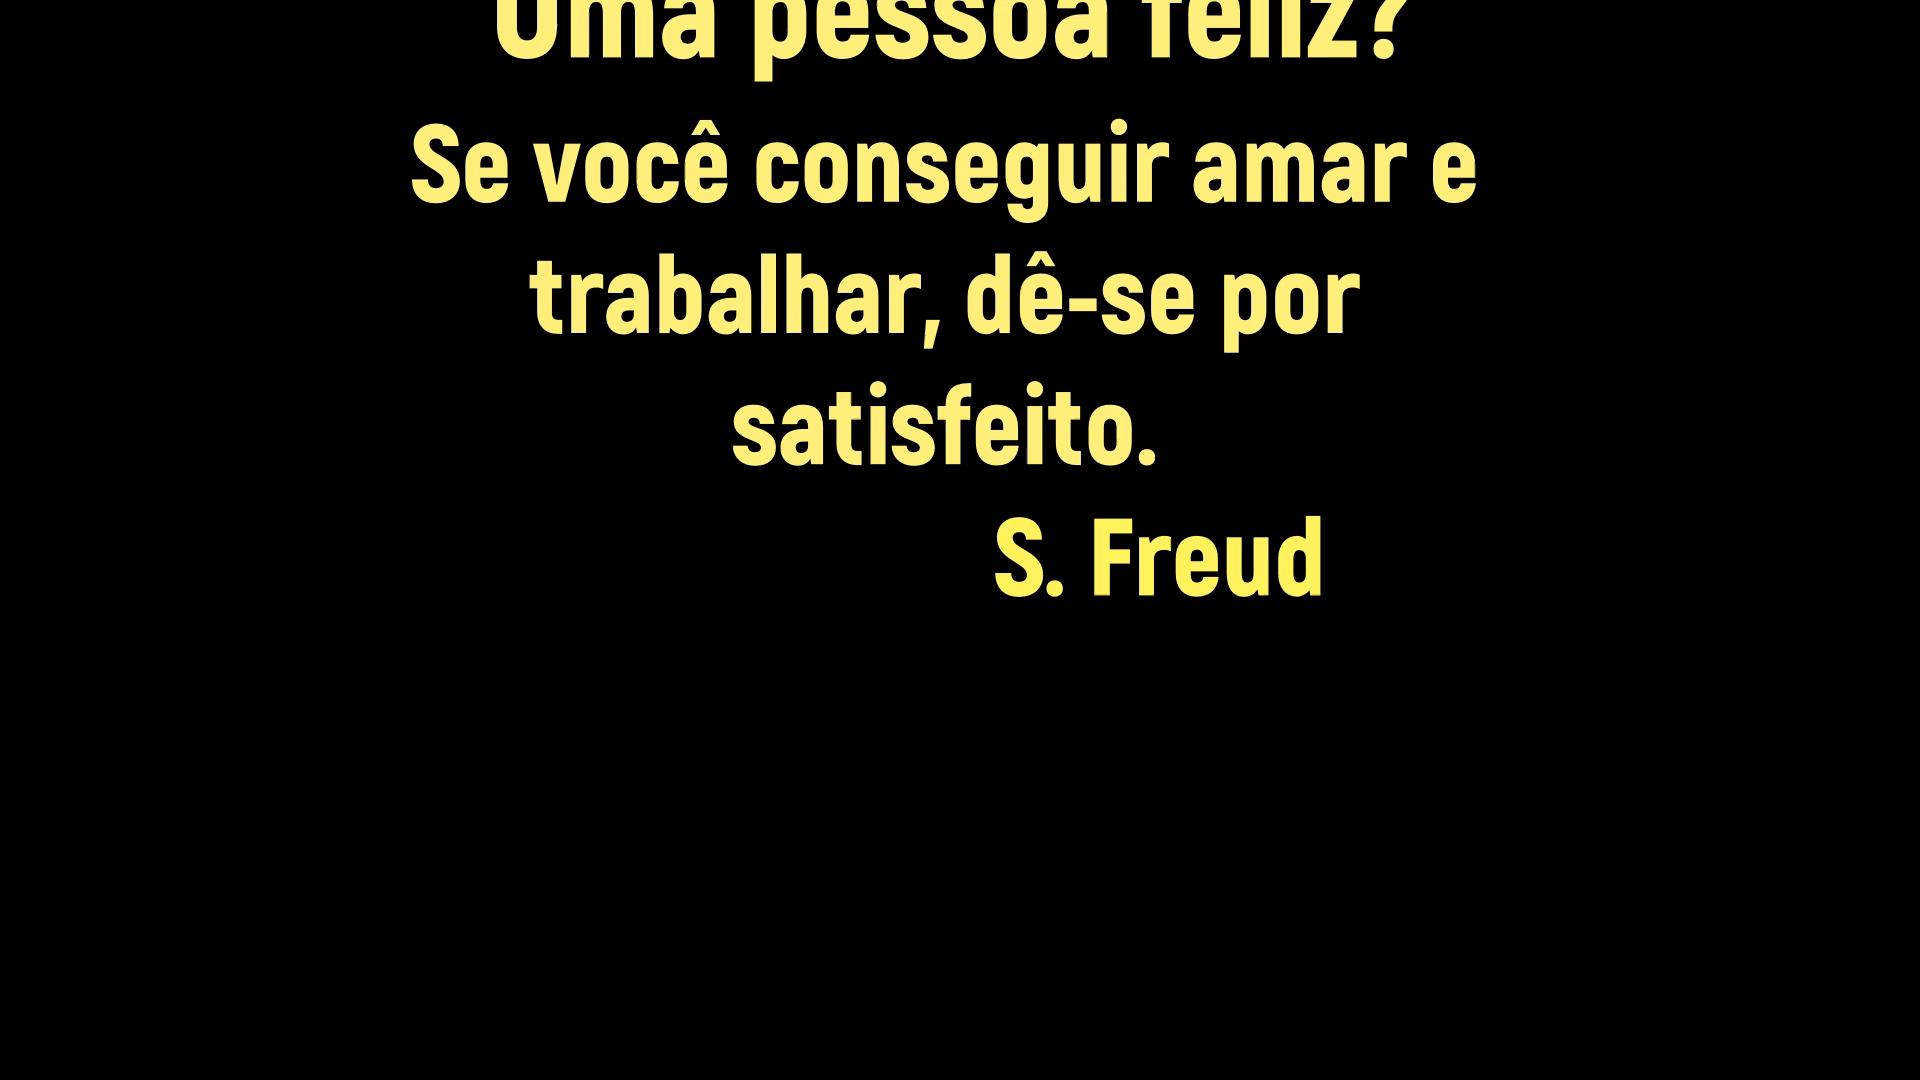 Uma pessoa feliz?
Se você conseguir amar e
trabalhar, dê-se por
satisfeito.
S. Freud